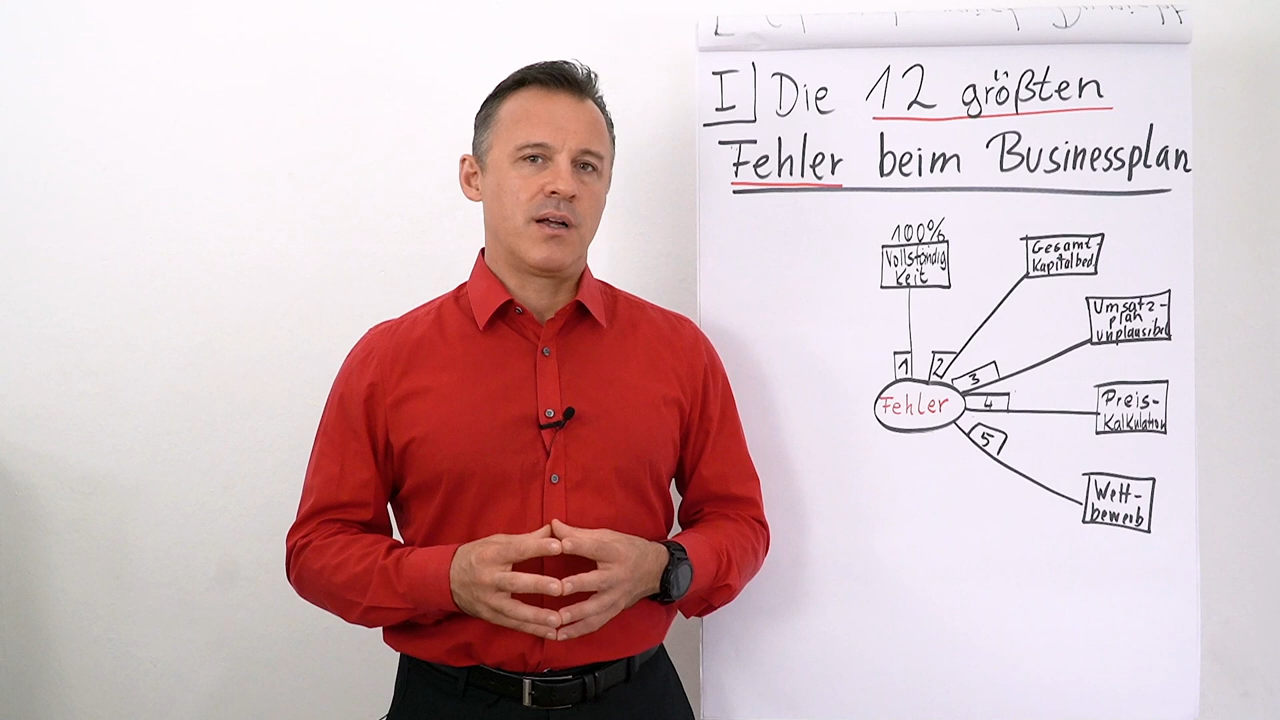 I Die 12 größten
Fehler beim Businessplan
100%
Vollständig
Keit
Gesamt
Kapitalbed.
Umsatz-
plan
unplausibel
1
2
3
Fehler
4
Preis-
Kalkulation
5
Wett-
bewerb